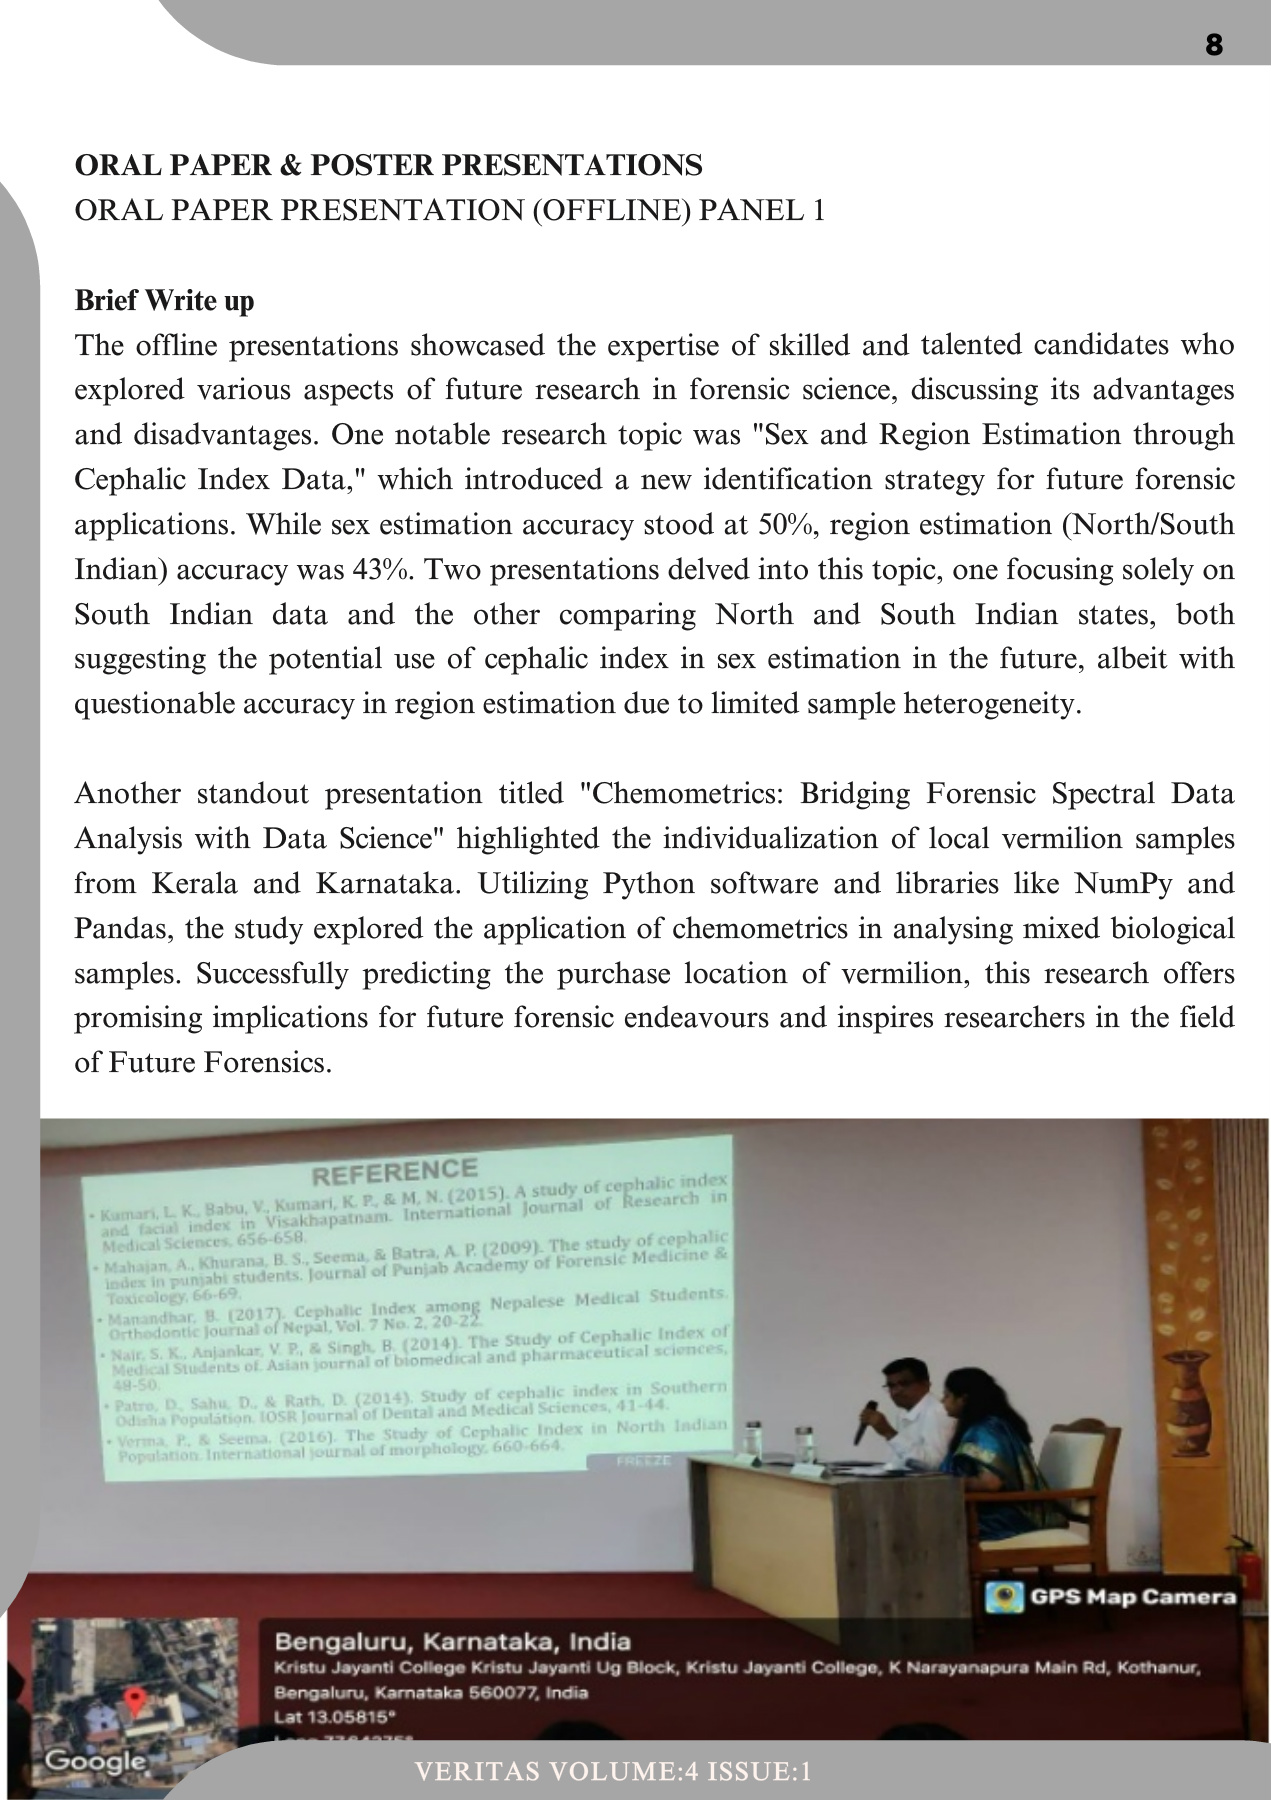 8
ORAL PAPER & POSTER PRESENTATIONS
ORAL PAPER PRESENTATION (OFFLINE) PANEL 1
Brief Write up
The offline presentations showcased the expertise of skilled and talented candidates who
explored various aspects of future research in forensic science, discussing its advantages
and disadvantages. One notable research topic was "Sex and Region Estimation through
Cephalic Index Data," which introduced a new identification strategy for future forensic
applications. While sex estimation accuracy stood at 50%, region estimation (North/South
Indian) accuracy was 43%. Two presentations delved into this topic, one focusing solely on
South Indian data and the other comparing North and South Indian states, both
suggesting the potential use of cephalic index in sex estimation in the future, albeit with
questionable accuracy in region estimation due to limited sample heterogeneity.
Another standout presentation titled "Chemometrics: Bridging Forensic Spectral Data
Analysis with Data Science" highlighted the individualization of local vermilion samples
from Kerala and Karnataka. Utilizing Python software and libraries like NumPy and
Pandas, the study explored the application of chemometrics in analysing mixed biological
samples. Successfully predicting the purchase location of vermilion, this research offers
promising implications for future forensic endeavours and inspires researchers in the field
of Future Forensics.
REFERENCE
• Kumari, L. K., Babu, V., Kumari, K. P., & M, N. (2015). A study of cephalic index
and facial index in Visakhapatnam. International Journal of Research in
Medical Sciences, 656-658.
• Mahajan, A., Khurana, B. S., Seema, & Batra, A. P. (2009). The study of cephalic
index in punjabi students. Journal of Punjab Academy of Forensic Medicine &
Toxicology, 66-69.
• Manandhar, B. (2017). Cephalic Index among Nepalese Medical Students.
Orthodontic Journal of Nepal, Vol. 7 No. 2, 20-22.
• Nair, S. K., Anjankar, V. P., & Singh, B. (2014). The Study of Cephalic Index of
Medical Students of. Asian journal of biomedical and pharmaceutical sciences,
48-50.
• Patro, D., Sahu, D., & Rath, D. (2014). Study of cephalic index in Southern
Odisha Population. IOSR Journal of Dental and Medical Sciences, 41-44.
• Verma, P., & Seema. (2016). The Study of Cephalic Index in North Indian
Population. International journal of morphology, 660-664.
FREEZE
GPS Map Camera
Bengaluru, Karnataka, India
Kristu Jayanti College Kristu Jayanti Ug Block, Kristu Jayanti College, K Narayanapura Main Rd, Kothanur,
Bengaluru, Karnataka 560077, India
Lat 13.05815°
Google
VERITAS VOLUME:4 ISSUE:1